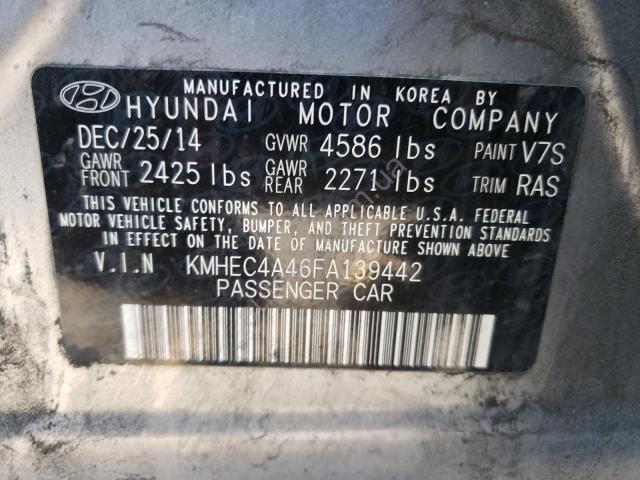 MANUFACTURED IN KOREA BY
HYUNDAI MOTOR COMPANY
DEC/25/14 GVWR 4586 lbs PAINT V7S
GAWR FRONT 2425 lbs GAWR REAR 2271 lbs TRIM RAS
THIS VEHICLE CONFORMS TO ALL APPLICABLE U.S.A. FEDERAL
MOTOR VEHICLE SAFETY, BUMPER, AND THEFT PREVENTION STANDARDS
IN EFFECT ON THE DATE OF MANUFACTURE SHOWN ABOVE.
V.I.N KMHEC4A46FA139442
PASSENGER CAR